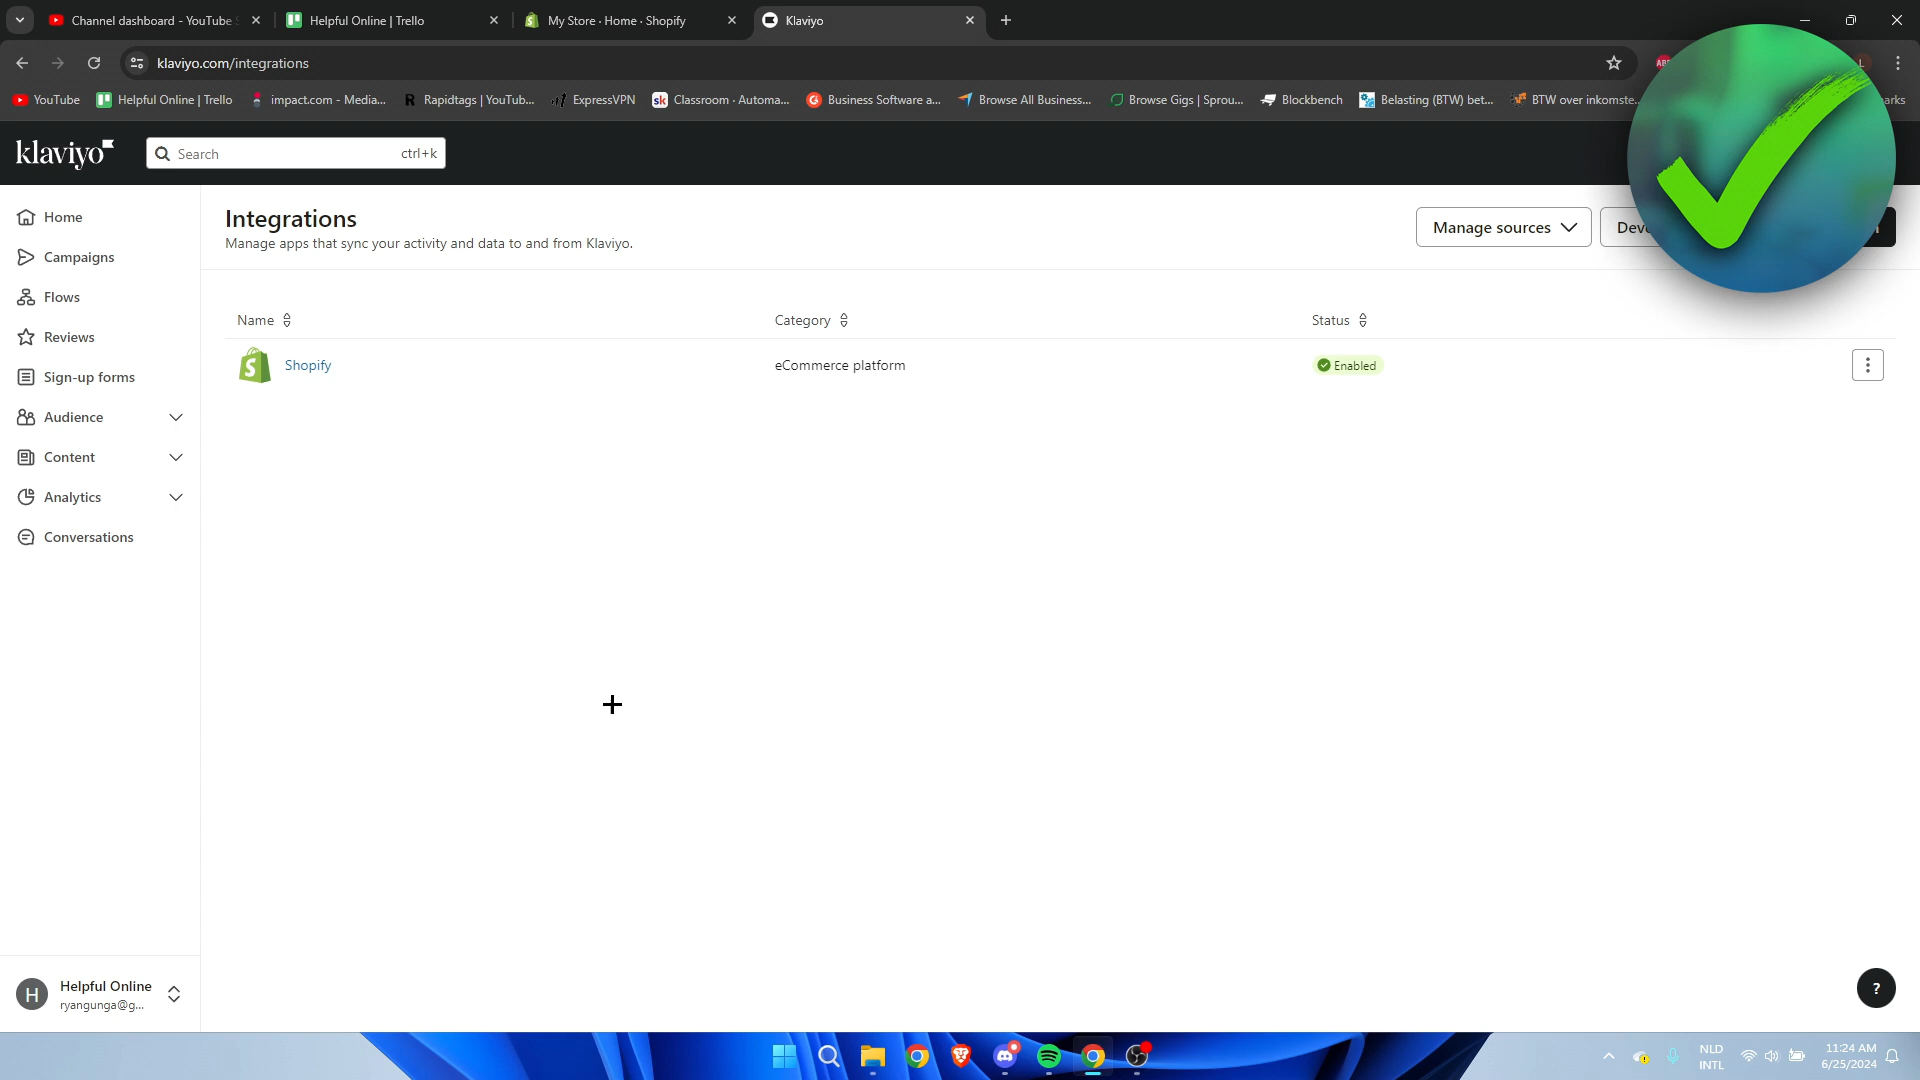 Channel dashboard - YouTube S
Helpful Online | Trello
My Store · Home · Shopify
Klaviyo
klaviyo.com/integrations
YouTube
Helpful Online | Trello
impact.com - Media...
Rapidtags | YouTub...
ExpressVPN
sk Classroom · Automa...
Business Software a...
Browse All Business...
Browse Gigs | Sprou...
Blockbench
Belasting (BTW) bet...
BTW over inkomste...
klaviyo
Search
ctrl+k
Home
Campaigns
Flows
Reviews
Sign-up forms
Audience
Content
Analytics
Conversations
Integrations
Manage apps that sync your activity and data to and from Klaviyo.
Manage sources
Name
Category
Status
Shopify
eCommerce platform
Enabled
H
Helpful Online
ryangunga@g...
?
NLD
INTL
11:24 AM
6/25/2024